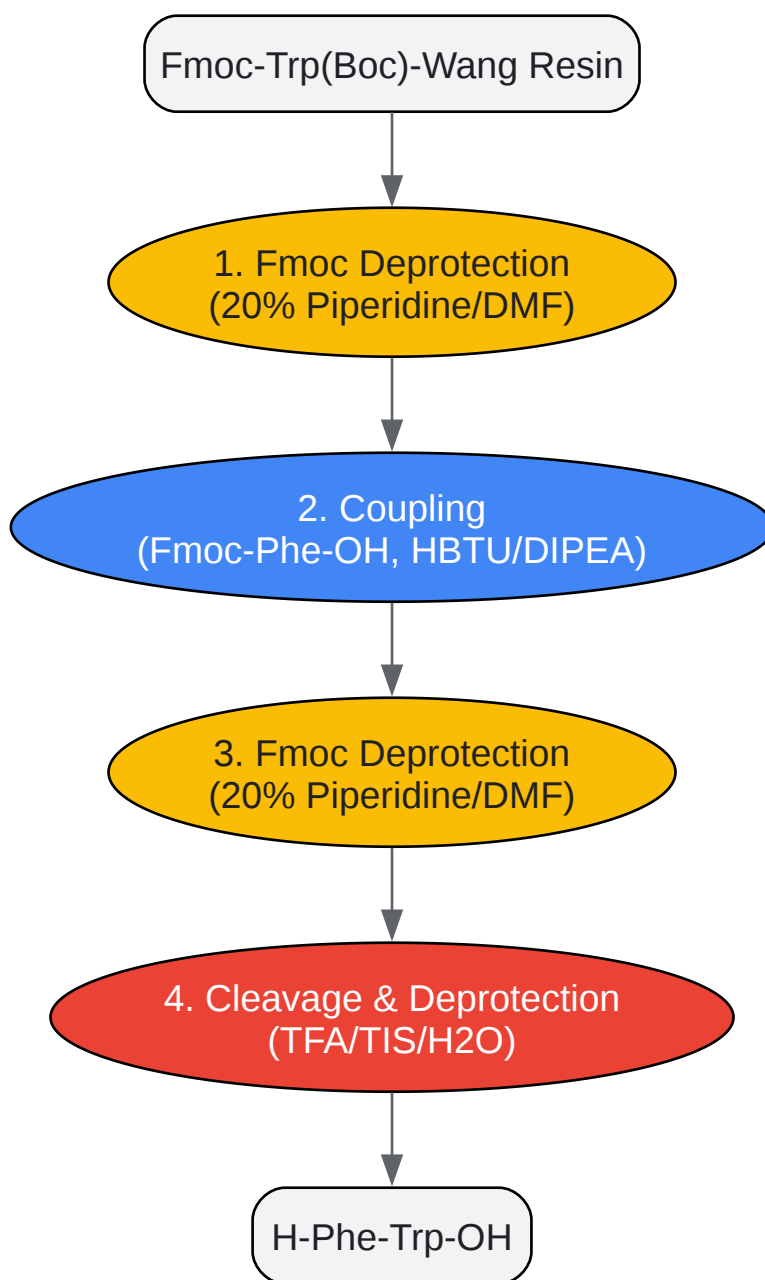 Fmoc-Trp(Boc)-Wang Resin
1. Fmoc Deprotection
(20% Piperidine/DMF)
2. Coupling
(Fmoc-Phe-OH, HBTU/DIPEA)
3. Fmoc Deprotection
(20% Piperidine/DMF)
4. Cleavage & Deprotection
(TFA/TIS/H2O)
H-Phe-Trp-OH